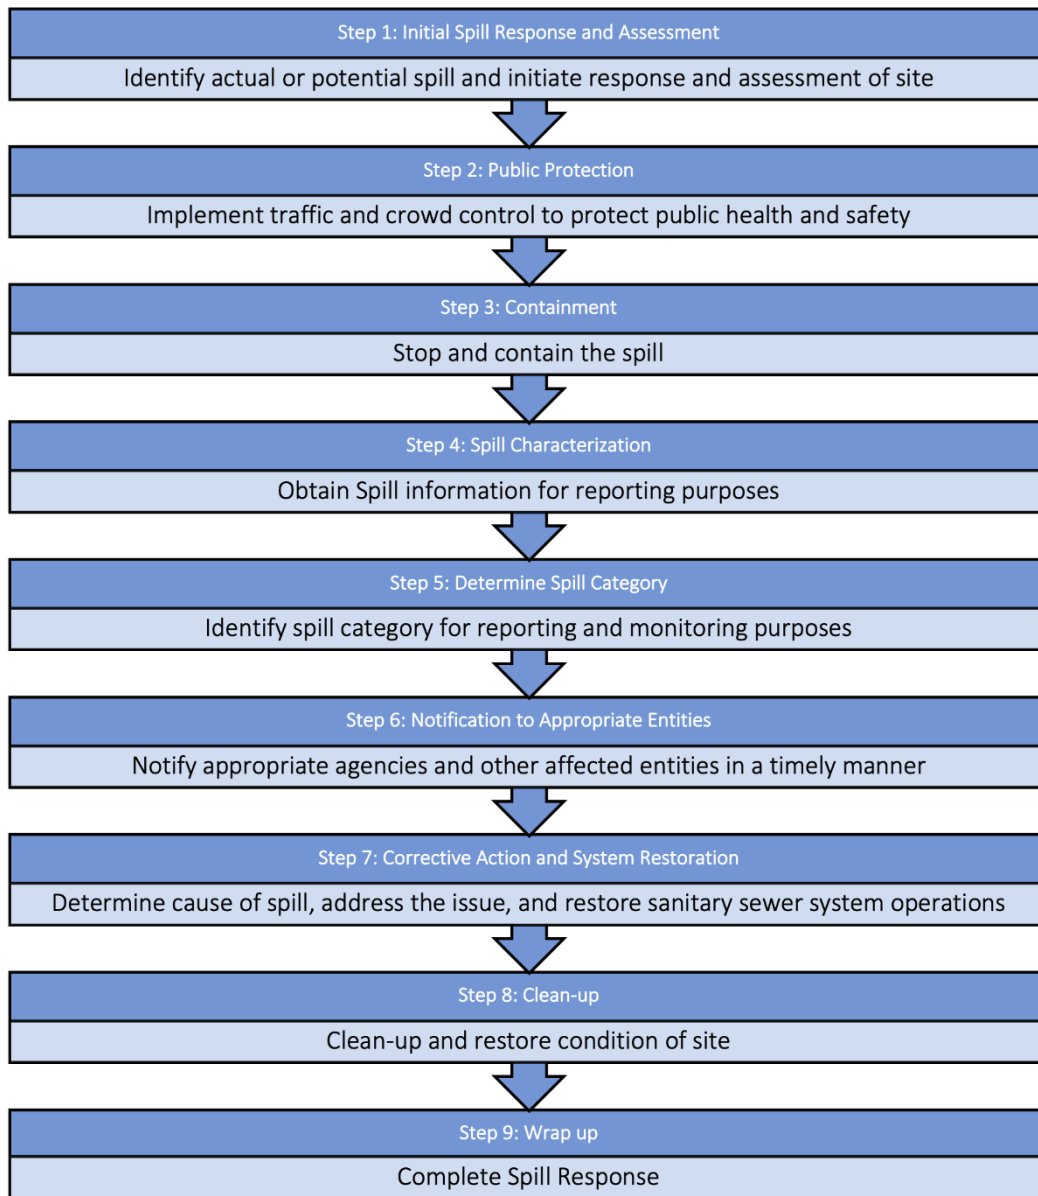 Step 1: Initial Spill Response and Assessment
Identify actual or potential spill and initiate response and assessment of site
Step 2: Public Protection
Implement traffic and crowd control to protect public health and safety
Step 3: Containment
Stop and contain the spill
Step 4: Spill Characterization
Obtain Spill information for reporting purposes
Step 5: Determine Spill Category
Identify spill category for reporting and monitoring purposes
Step 6: Notification to Appropriate Entities
Notify appropriate agencies and other affected entities in a timely manner
Step 7: Corrective Action and System Restoration
Determine cause of spill, address the issue, and restore sanitary sewer system operations
Step 8: Clean-up
Clean-up and restore condition of site
Step 9: Wrap up
Complete Spill Response